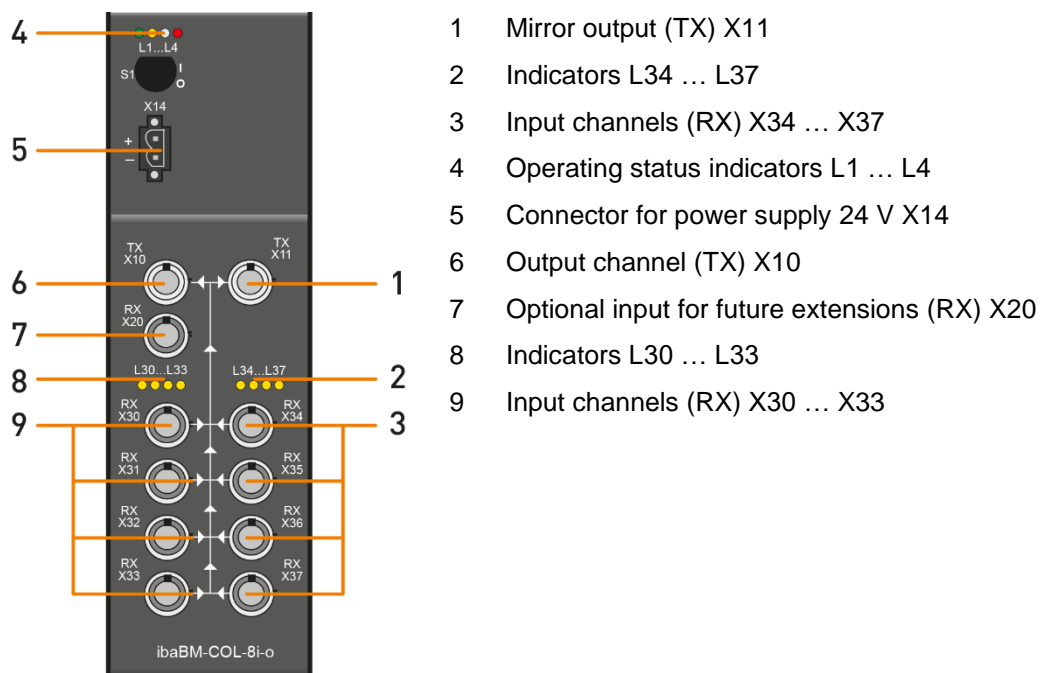 4
L1...L4
S1
I
O
X14
5
+
–
TX
X10
TX
X11
6
1
RX
X20
7
L30...L33
L34...L37
8
2
RX
X30
RX
X34
9
3
RX
X31
RX
X35
RX
X32
RX
X36
RX
X33
RX
X37
ibaBM-COL-8i-o
1 Mirror output (TX) X11
2 Indicators L34 … L37
3 Input channels (RX) X34 … X37
4 Operating status indicators L1 … L4
5 Connector for power supply 24 V X14
6 Output channel (TX) X10
7 Optional input for future extensions (RX) X20
8 Indicators L30 … L33
9 Input channels (RX) X30 … X33